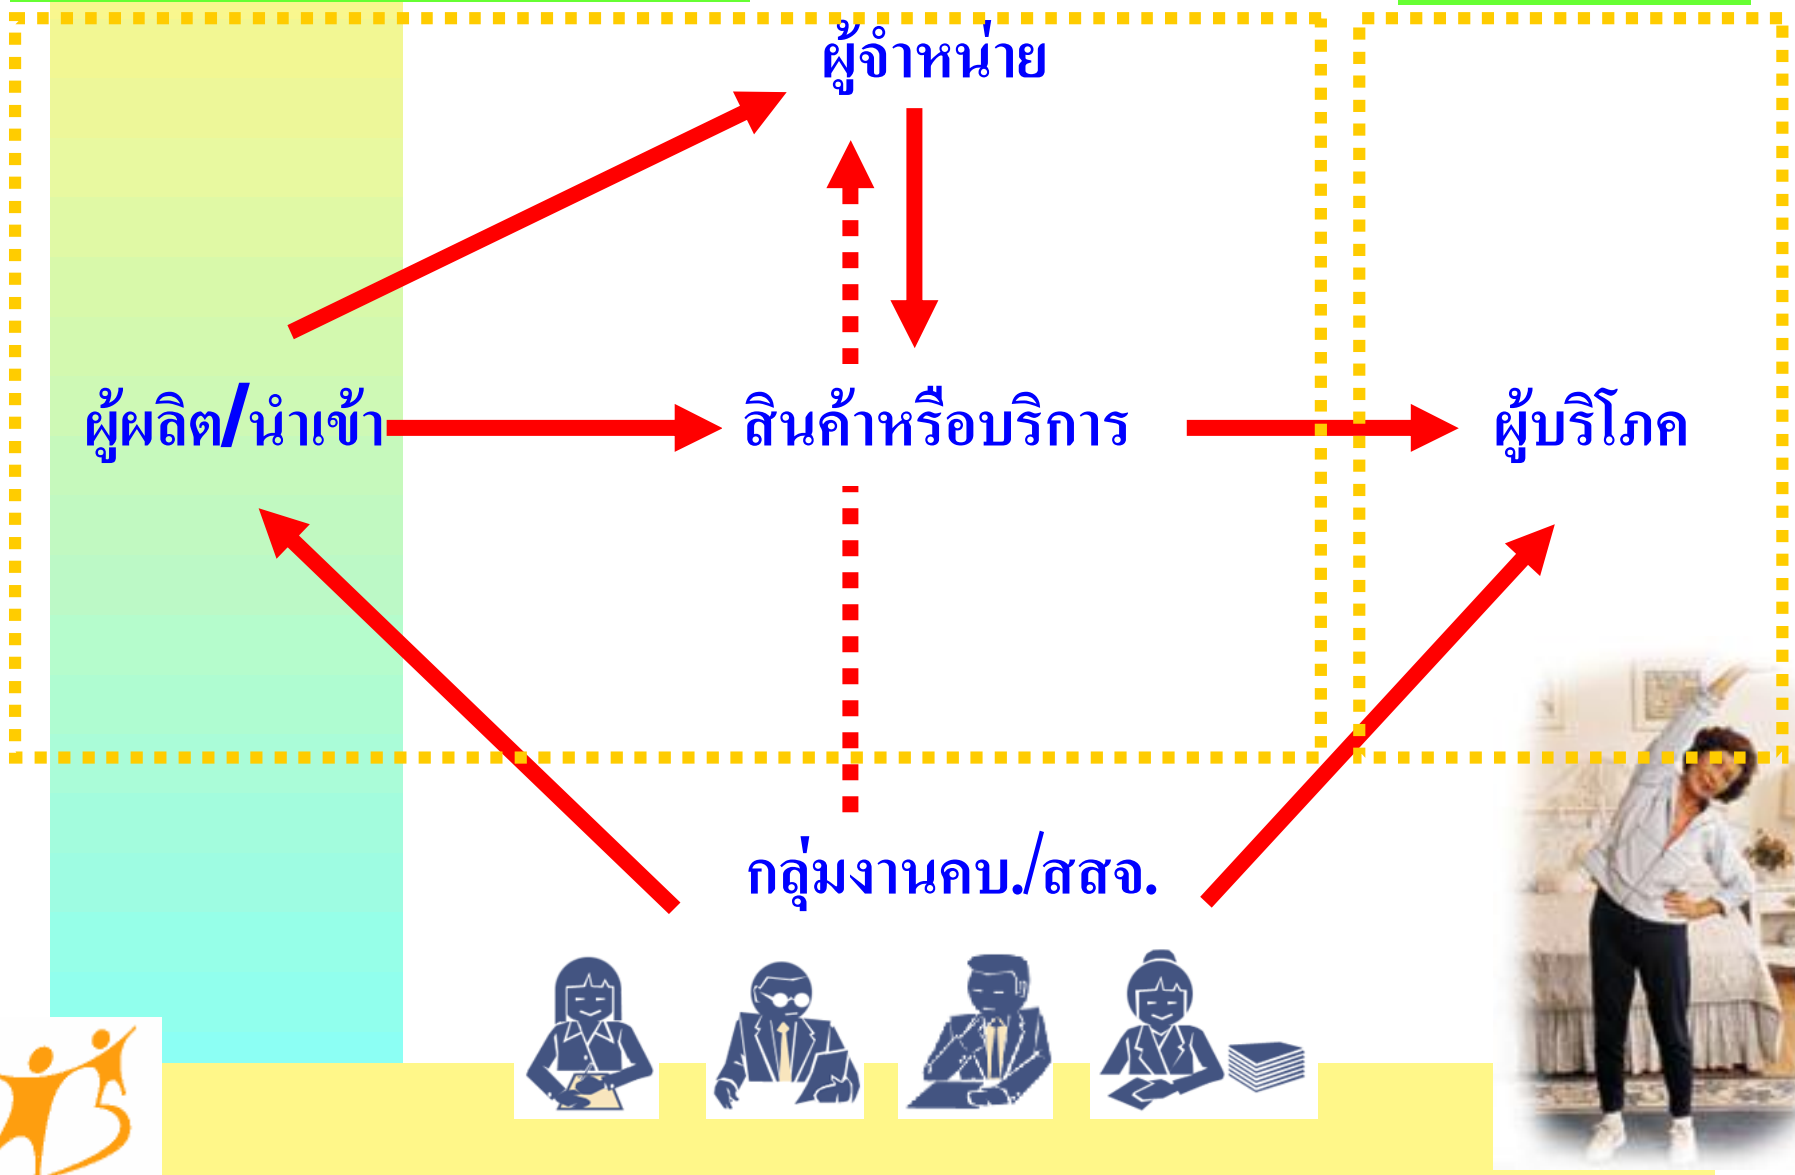 ผู้จำหน่าย
ผู้ผลิต/นำเข้า สินค้าหรือบริการ ผู้บริโภค
กลุ่มงานคบ./สสจ.